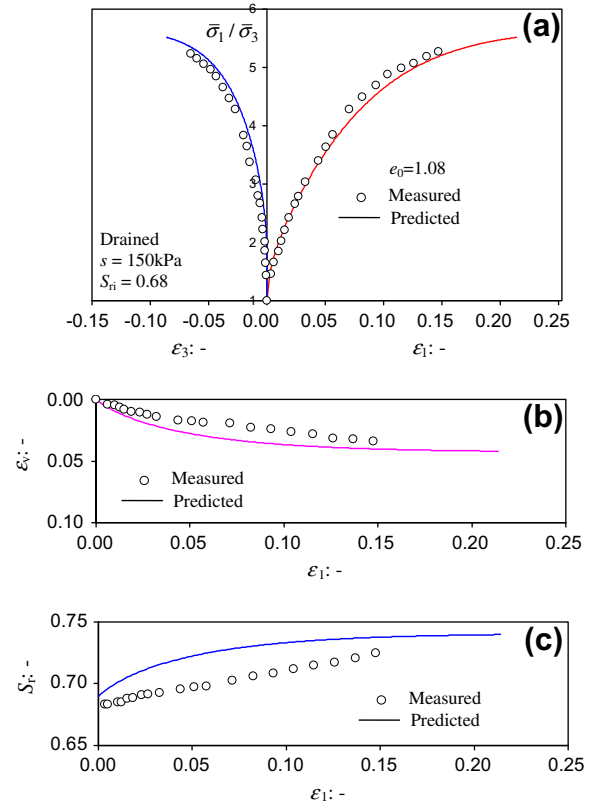 σ̄₁ / σ̄₃
(a)
6
5
4
3
2
1
e₀=1.08
Measured
Predicted
Drained
s = 150kPa
Sri = 0.68
-0.15 -0.10 -0.05 0.00 0.05 0.10 0.15 0.20 0.25
ε₃: -
ε₁: -
(b)
0.00
0.05
0.10
εv: -
Measured
Predicted
0.00 0.05 0.10 0.15 0.20 0.25
ε₁: -
(c)
0.75
0.70
0.65
Sr: -
Measured
Predicted
0.00 0.05 0.10 0.15 0.20 0.25
ε₁: -